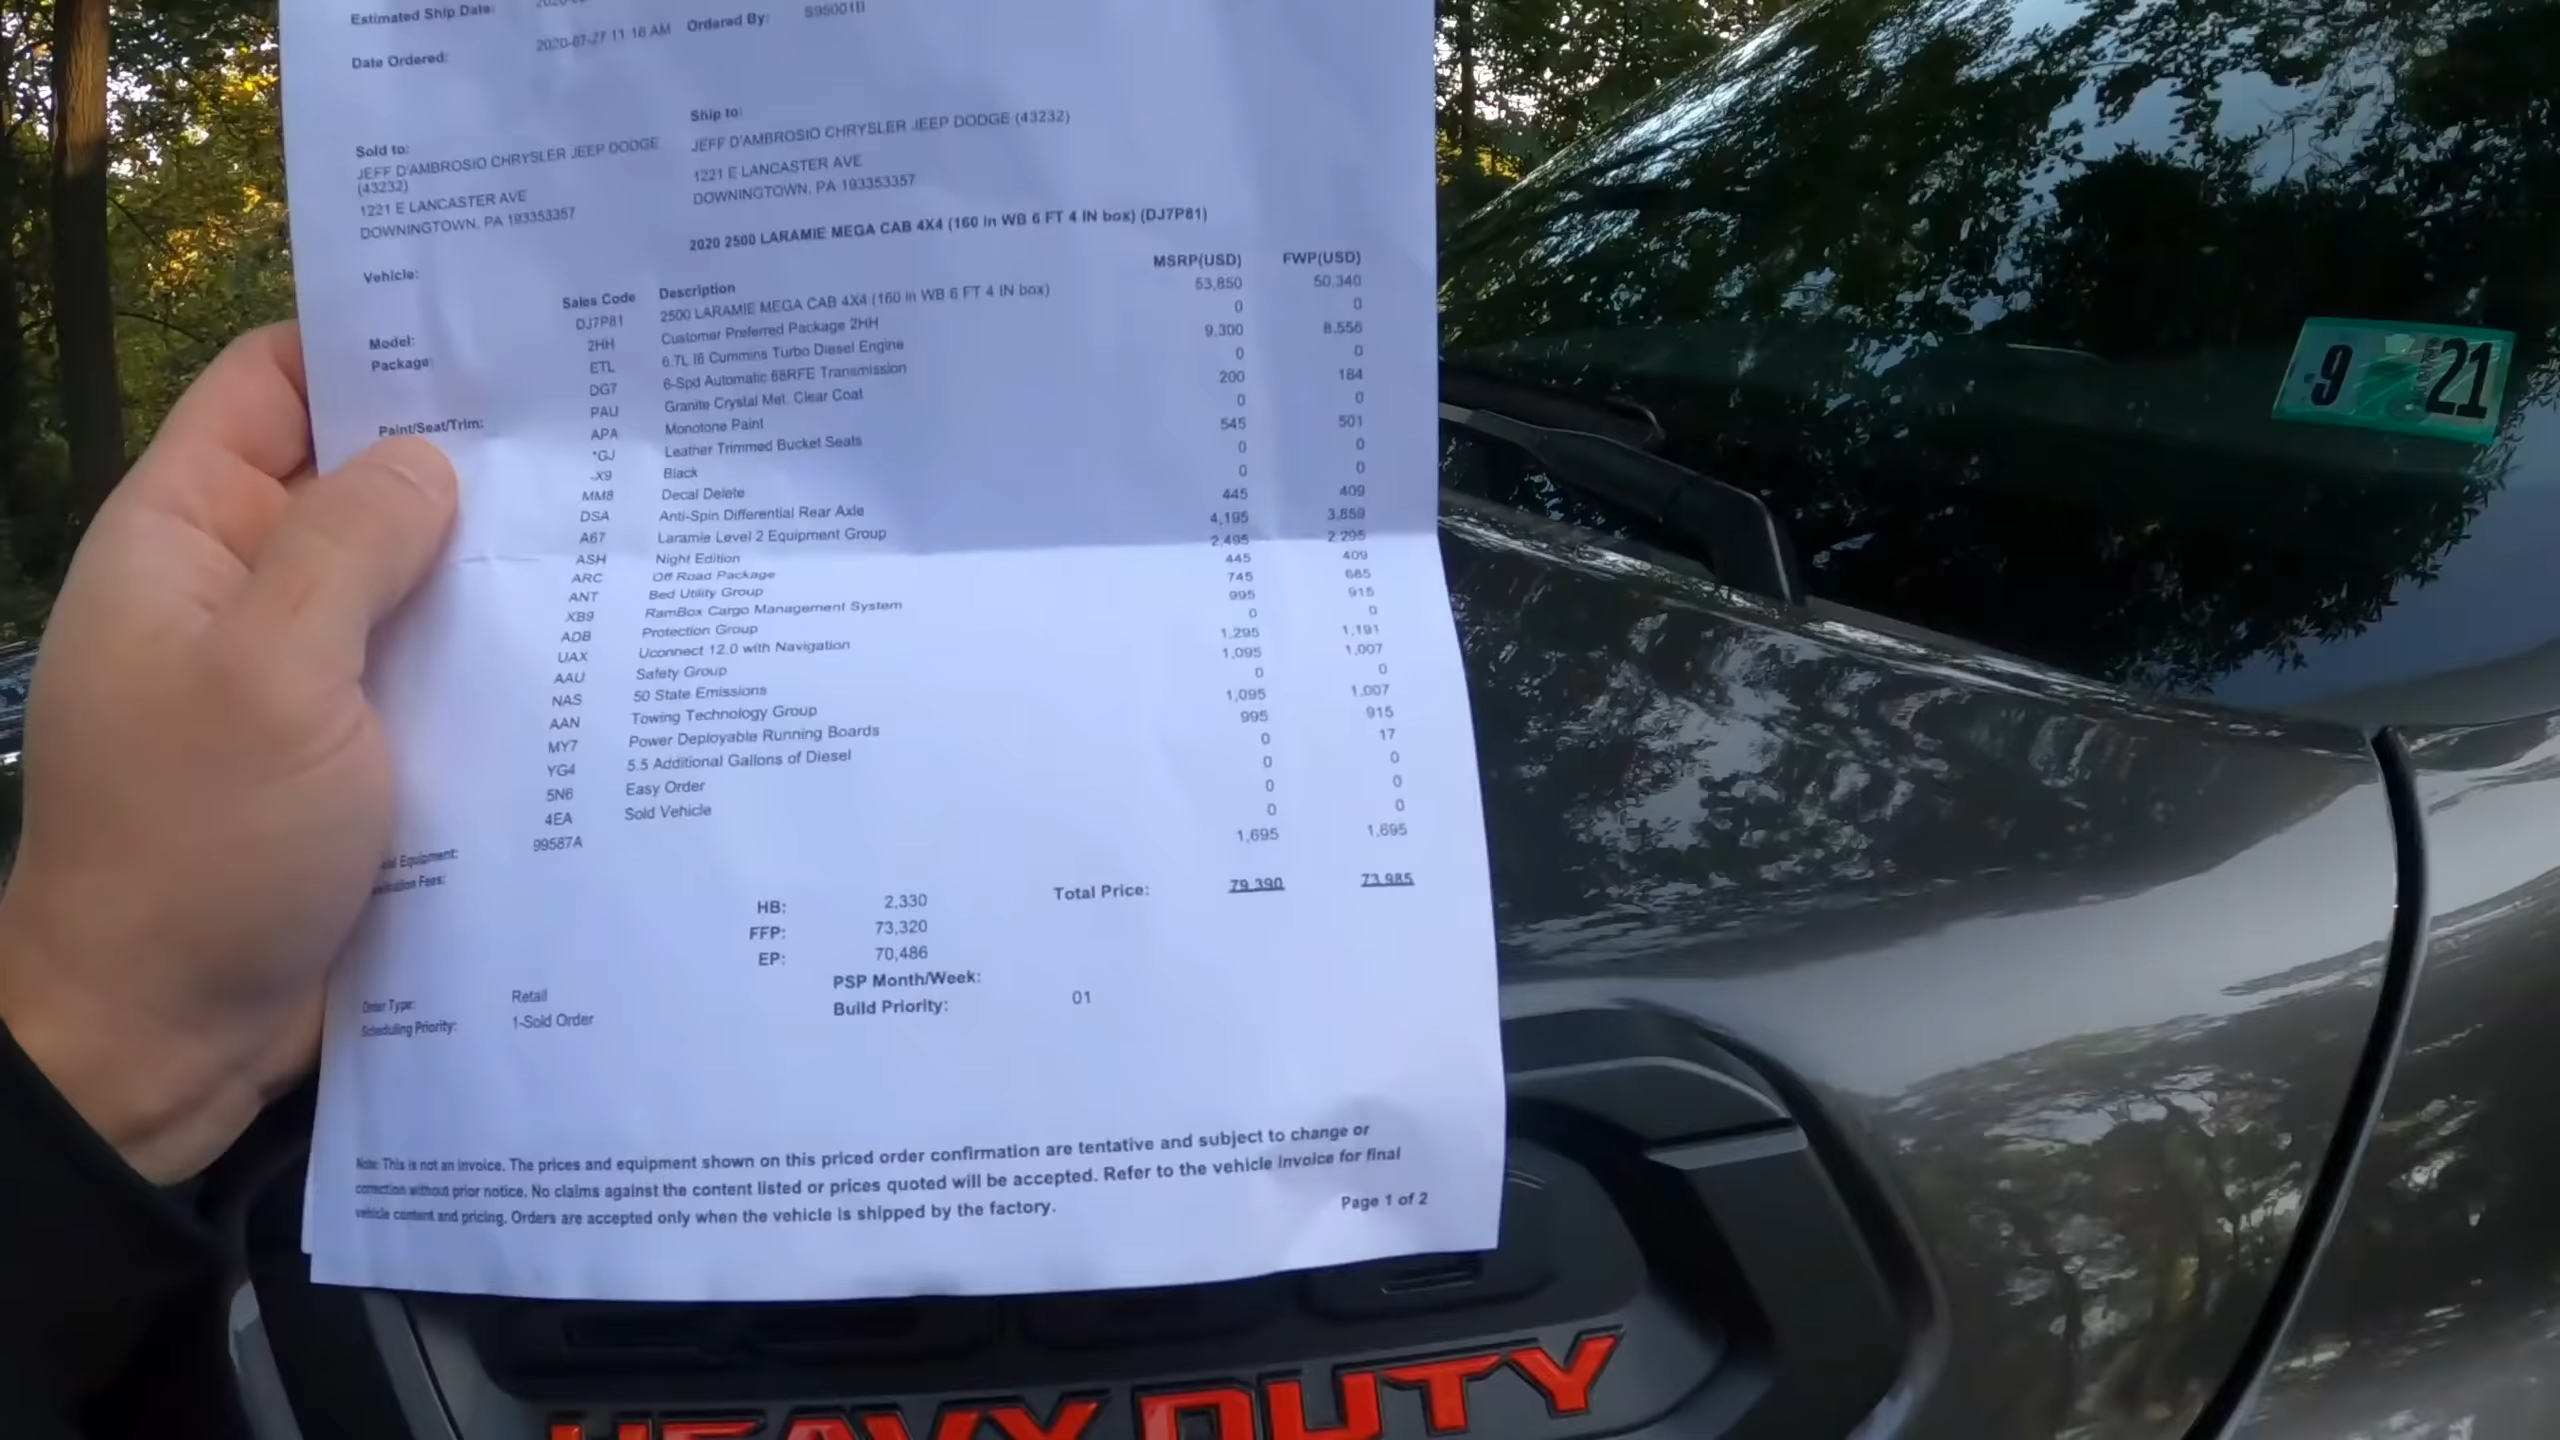 Estimated Ship Date:
Date Ordered: 2020-07-27 11:16 AM Ordered By: S95001B
Sold to:
JEFF D'AMBROSIO CHRYSLER JEEP DODGE
(43232)
1221 E LANCASTER AVE
DOWNINGTOWN, PA 193353357
Ship to:
JEFF D'AMBROSIO CHRYSLER JEEP DODGE (43232)
1221 E LANCASTER AVE
DOWNINGTOWN, PA 193353357
Vehicle: 2020 2500 LARAMIE MEGA CAB 4X4 (160 in WB 6 FT 4 IN box) (DJ7P81)
Sales Code Description MSRP(USD) FWP(USD)
Model: DJ7P81 2500 LARAMIE MEGA CAB 4X4 (160 in WB 6 FT 4 IN box) 53,850 50,340
Package: 2HH Customer Preferred Package 2HH 0 0
ETL 6.7L I6 Cummins Turbo Diesel Engine 9,300 8,556
DG7 6-Spd Automatic 68RFE Transmission 0 0
Paint/Seat/Trim: PAU Granite Crystal Met. Clear Coat 200 184
APA Monotone Paint 0 0
*GJ Leather Trimmed Bucket Seats 545 501
-X9 Black 0 0
MM8 Decal Delete 0 0
DSA Anti-Spin Differential Rear Axle 445 409
A67 Laramie Level 2 Equipment Group 4,195 3,859
ASH Night Edition 2,495 2,295
ARC Off Road Package 445 409
ANT Bed Utility Group 745 685
XB9 RamBox Cargo Management System 995 915
ADB Protection Group 0 0
UAX Uconnect 12.0 with Navigation 1,295 1,191
AAU Safety Group 1,095 1,007
NAS 50 State Emissions 0 0
AAN Towing Technology Group 1,095 1,007
MY7 Power Deployable Running Boards 995 915
YG4 5.5 Additional Gallons of Diesel 0 17
5N6 Easy Order 0 0
4EA Sold Vehicle 0 0
Equipment: 99587A 0 0
Fees: 1,695 1,695
HB: 2,330 Total Price: 79,390 73,985
FFP: 73,320
EP: 70,486
Order Type: Retail PSP Month/Week:
Scheduling Priority: 1-Sold Order Build Priority: 01
Note: This is not an invoice. The prices and equipment shown on this priced order confirmation are tentative and subject to change or
correction without prior notice. No claims against the content listed or prices quoted will be accepted. Refer to the vehicle invoice for final
vehicle content and pricing. Orders are accepted only when the vehicle is shipped by the factory.
Page 1 of 2
9 21
HEAVY DUTY